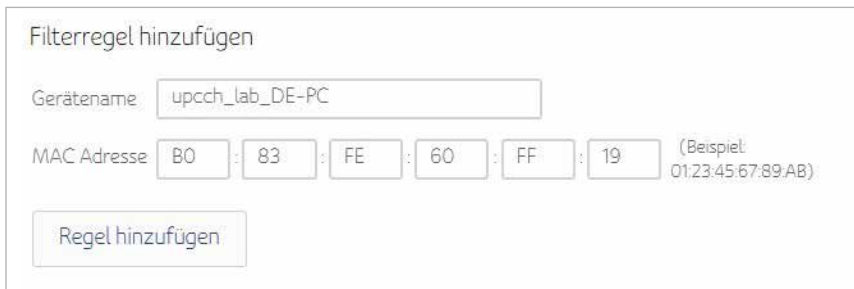 Filterregel hinzufügen
Gerätename upcch_lab_DE-PC
MAC Adresse B0 : 83 : FE : 60 : FF : 19 (Beispiel:
01:23:45:67:89:AB)
Regel hinzufügen